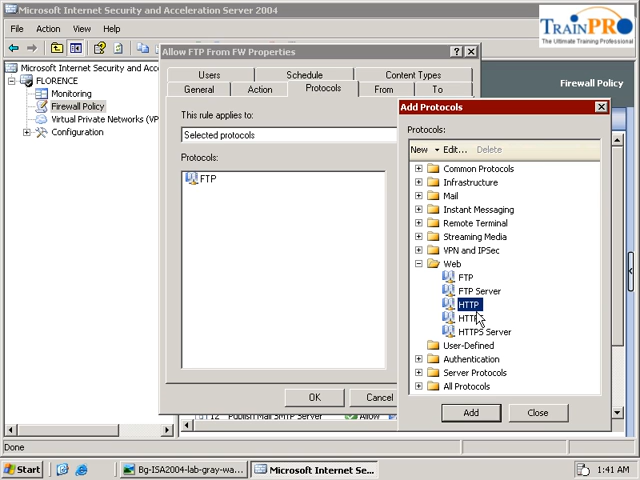 Microsoft Internet Security and Acceleration Server 2004
File Action View Help
TrainPRO
The Ultimate Training Professional
Microsoft Internet Security and Acce
FLORENCE
Monitoring
Firewall Policy
Virtual Private Networks (VP
Configuration
Firewall Policy
Allow FTP From FW Properties
Users Schedule Content Types
General Action Protocols From To
This rule applies to:
Selected protocols
Protocols:
FTP
OK Cancel
Add Protocols
Protocols:
New Edit... Delete
Common Protocols
Infrastructure
Mail
Instant Messaging
Remote Terminal
Streaming Media
VPN and IPSec
Web
FTP
FTP Server
HTTP
HTTPS
HTTPS Server
User-Defined
Authentication
Server Protocols
All Protocols
Add Close
12 Publish Mail SMTP Server Allow
Done
Start Bg-ISA2004-lab-gray-wa... Microsoft Internet Se... 1:41 AM